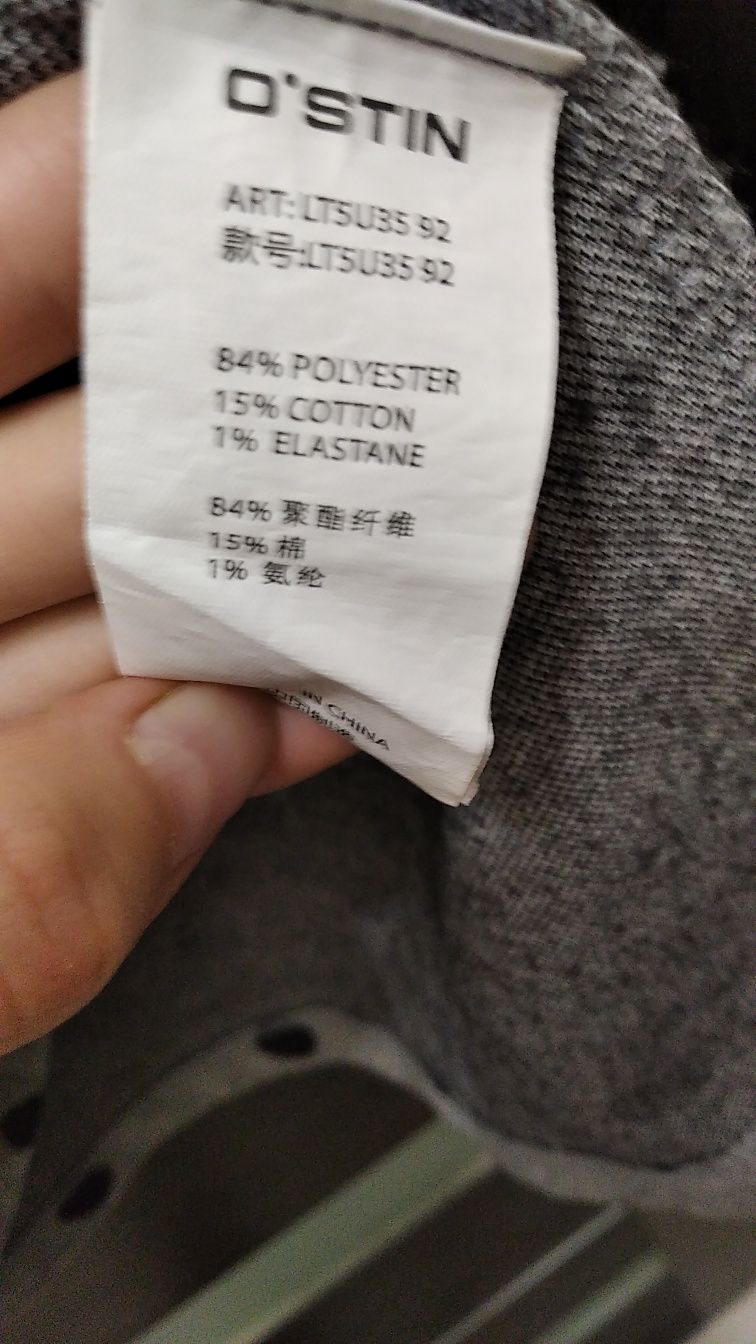 O'STIN
ART: LT5U35 92
款号:LT5U35 92
84% POLYESTER
15% COTTON
1% ELASTANE
84% 聚酯纤维
15% 棉
1% 氨纶
IN CHINA